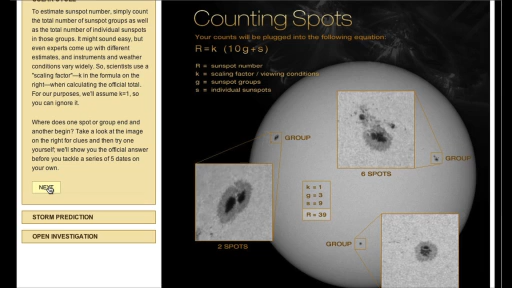 To estimate sunspot number, simply count
the total number of sunspot groups as well
as the total number of individual sunspots
in those groups. It might sound easy, but
even experts come up with different
estimates, and instruments and weather
conditions vary widely. So, scientists use a
"scaling factor"—k in the formula on the
right—when calculating the official total.
For our purposes, we'll assume k=1, so
you can ignore it.
Where does one spot or group end and
another begin? Take a look at the image
on the right for clues and then try one
yourself; we'll show you the official answer
before you tackle a series of 5 dates on
your own.
NEXT
STORM PREDICTION
OPEN INVESTIGATION
Counting Spots
Your counts will be plugged into the following equation:
R=k (10g+s)
R = sunspot number
k = scaling factor / viewing conditions
g = sunspot groups
s = individual sunspots
GROUP
GROUP
6 SPOTS
k = 1
g = 3
s = 9
R = 39
2 SPOTS
GROUP